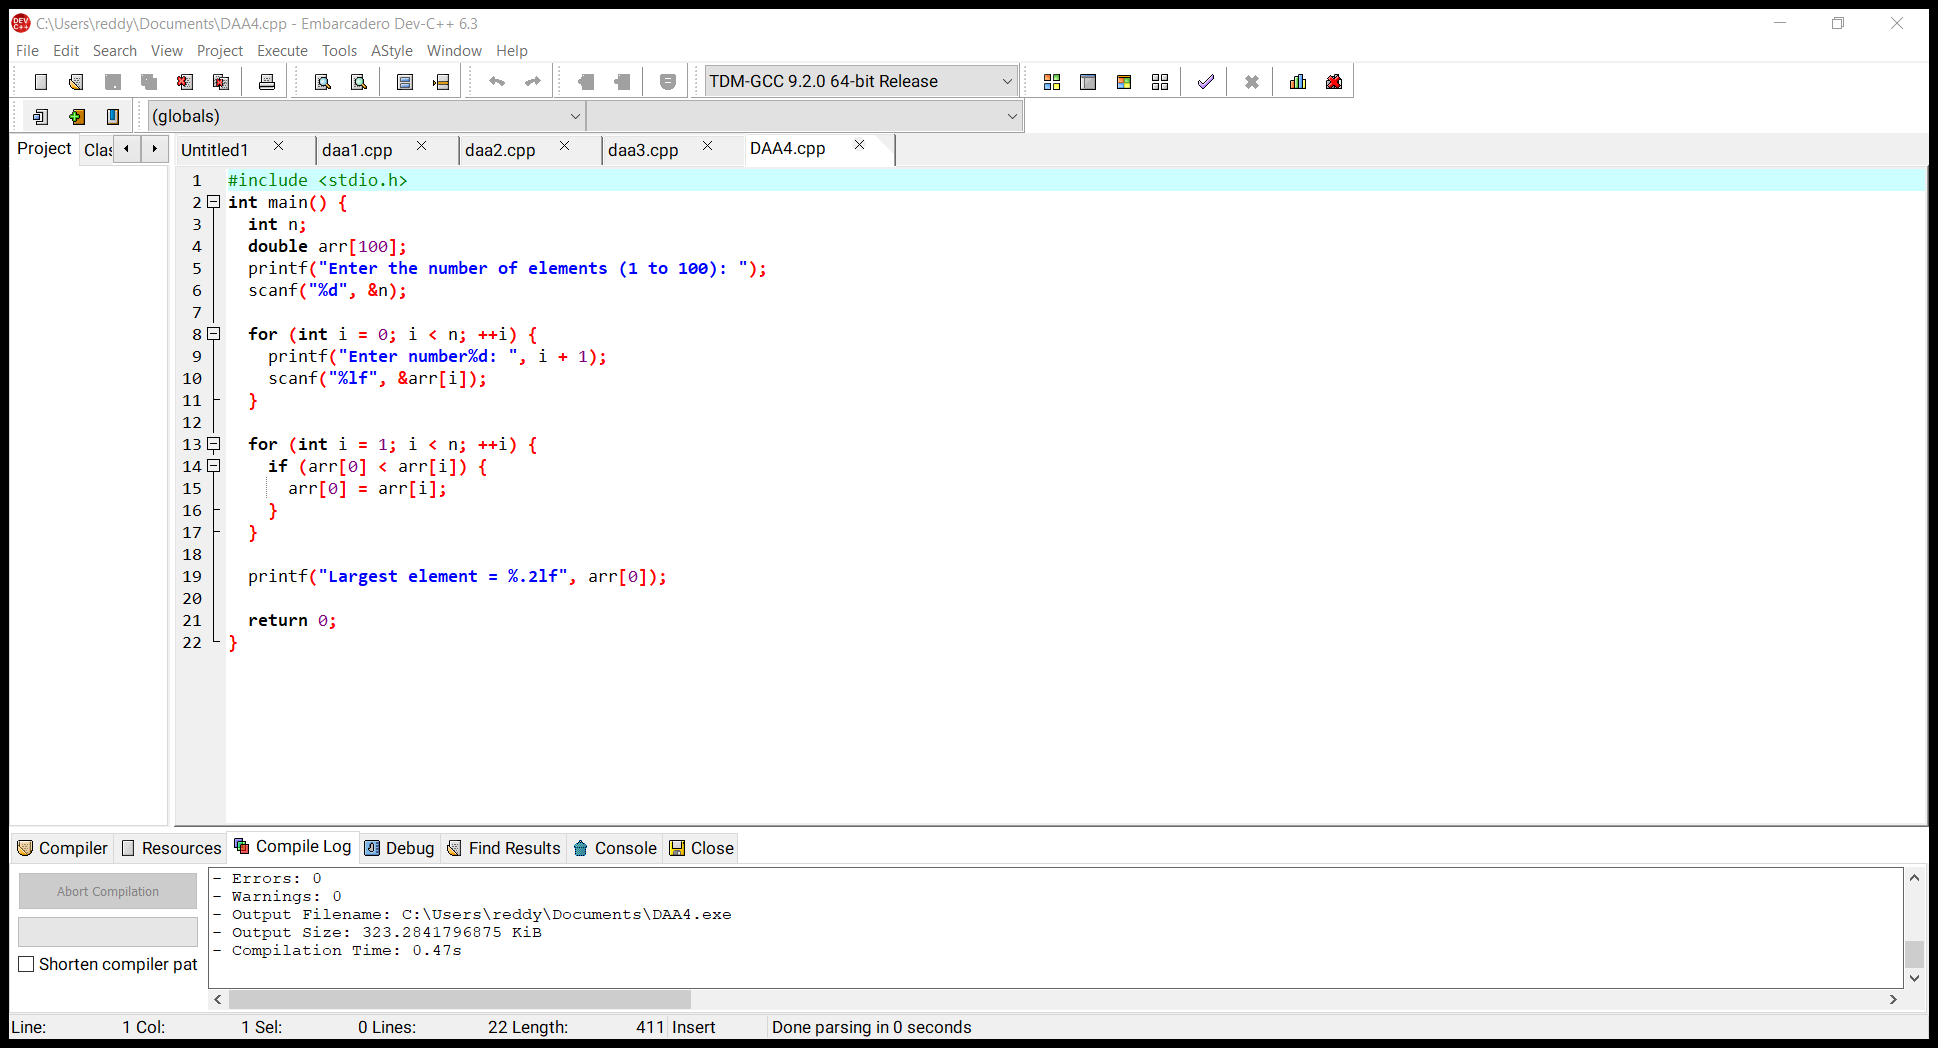 C:\Users\reddy\Documents\DAA4.cpp - Embarcadero Dev-C++ 6.3
File Edit Search View Project Execute Tools AStyle Window Help
TDM-GCC 9.2.0 64-bit Release
(globals)
Project Clas Untitled1 daa1.cpp daa2.cpp daa3.cpp DAA4.cpp
1 #include <stdio.h>
2 int main() {
3 int n;
4 double arr[100];
5 printf("Enter the number of elements (1 to 100): ");
6 scanf("%d", &n);
7
8 for (int i = 0; i < n; ++i) {
9 printf("Enter number%d: ", i + 1);
10 scanf("%lf", &arr[i]);
11 }
12
13 for (int i = 1; i < n; ++i) {
14 if (arr[0] < arr[i]) {
15 arr[0] = arr[i];
16 }
17 }
18
19 printf("Largest element = %.2lf", arr[0]);
20
21 return 0;
22 }
Compiler Resources Compile Log Debug Find Results Console Close
Abort Compilation
Shorten compiler pat
- Errors: 0
- Warnings: 0
- Output Filename: C:\Users\reddy\Documents\DAA4.exe
- Output Size: 323.2841796875 KiB
- Compilation Time: 0.47s
Line: 1 Col: 1 Sel: 0 Lines: 22 Length: 411 Insert Done parsing in 0 seconds